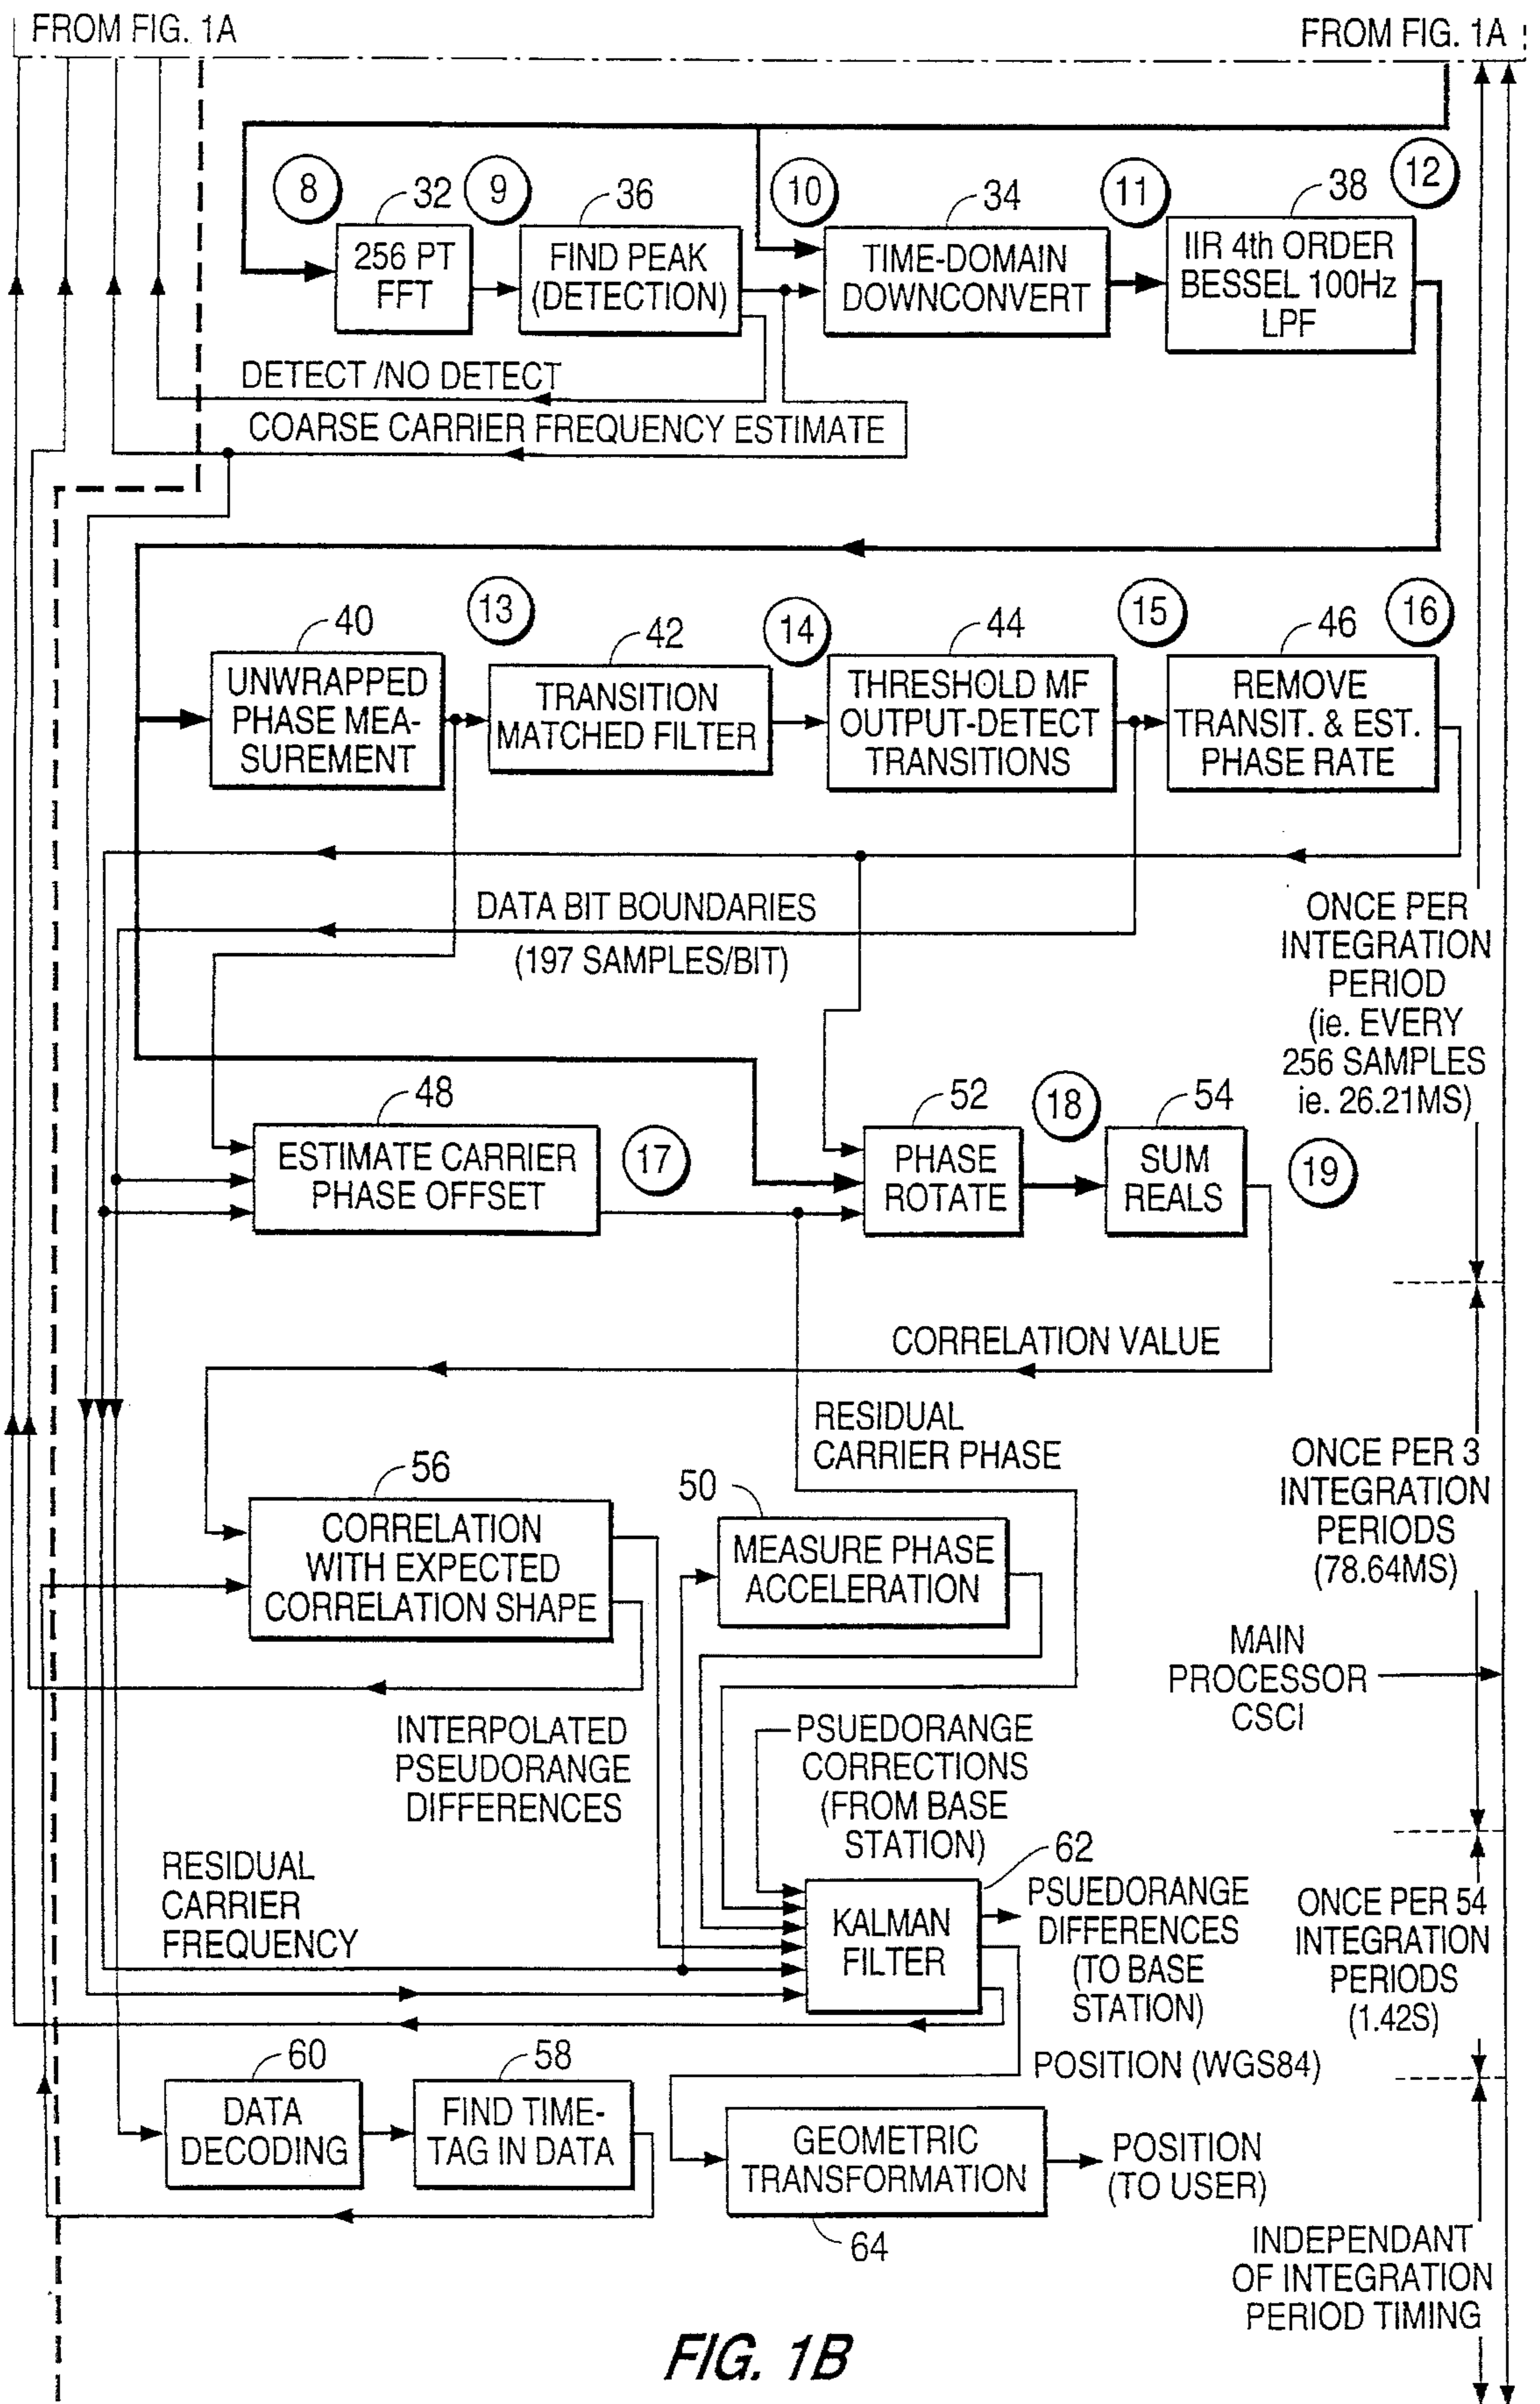 FROM FIG. 1A
FROM FIG. 1A
8
32
9
36
10
34
11
38
12
256 PT
FFT
FIND PEAK
(DETECTION)
TIME-DOMAIN
DOWNCONVERT
IIR 4th ORDER
BESSEL 100Hz
LPF
DETECT /NO DETECT
COARSE CARRIER FREQUENCY ESTIMATE
40
13
42
14
44
15
46
16
UNWRAPPED
PHASE MEA-
SUREMENT
TRANSITION
MATCHED FILTER
THRESHOLD MF
OUTPUT-DETECT
TRANSITIONS
REMOVE
TRANSIT. & EST.
PHASE RATE
DATA BIT BOUNDARIES
(197 SAMPLES/BIT)
ONCE PER
INTEGRATION
PERIOD
(ie. EVERY
256 SAMPLES
ie. 26.21MS)
48
17
52
18
54
19
ESTIMATE CARRIER
PHASE OFFSET
PHASE
ROTATE
SUM
REALS
CORRELATION VALUE
RESIDUAL
CARRIER PHASE
56
50
CORRELATION
WITH EXPECTED
CORRELATION SHAPE
MEASURE PHASE
ACCELERATION
ONCE PER 3
INTEGRATION
PERIODS
(78.64MS)
MAIN
PROCESSOR
CSCI
INTERPOLATED
PSEUDORANGE
DIFFERENCES
PSUEDORANGE
CORRECTIONS
(FROM BASE
STATION)
62
RESIDUAL
CARRIER
FREQUENCY
KALMAN
FILTER
PSUEDORANGE
DIFFERENCES
(TO BASE
STATION)
ONCE PER 54
INTEGRATION
PERIODS
(1.42S)
POSITION (WGS84)
60
58
DATA
DECODING
FIND TIME-
TAG IN DATA
GEOMETRIC
TRANSFORMATION
64
POSITION
(TO USER)
INDEPENDANT
OF INTEGRATION
PERIOD TIMING
FIG. 1B